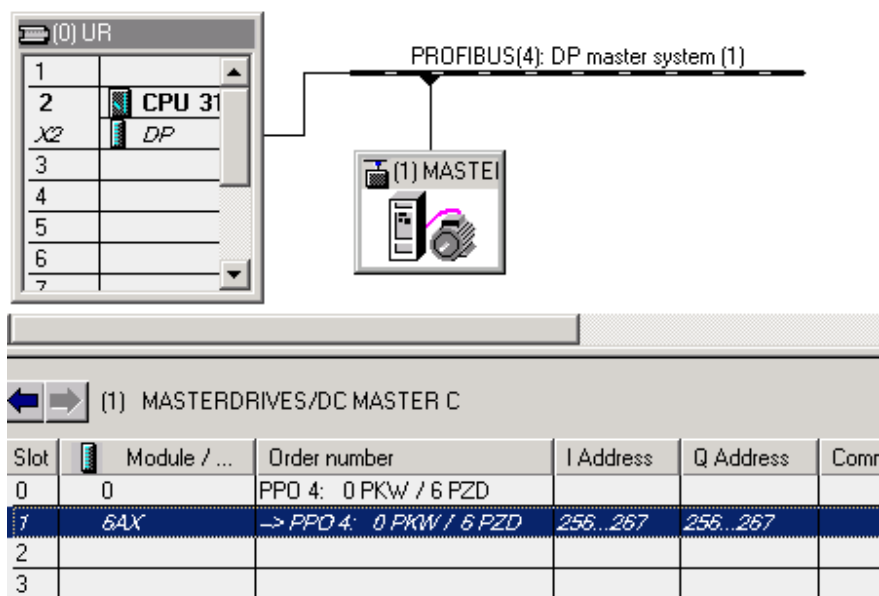 (0) UR
1
2 CPU 31
X2 DP
3
4
5
6
7
PROFIBUS(4): DP master system (1)
(1) MASTEI
(1) MASTERDRIVES/DC MASTER C
Slot Module / ... Order number I Address Q Address Comr
0 0 PPO 4: 0 PKW / 6 PZD
1 6AX --> PPO 4: 0 PKW / 6 PZD 256...267 256...267
2
3